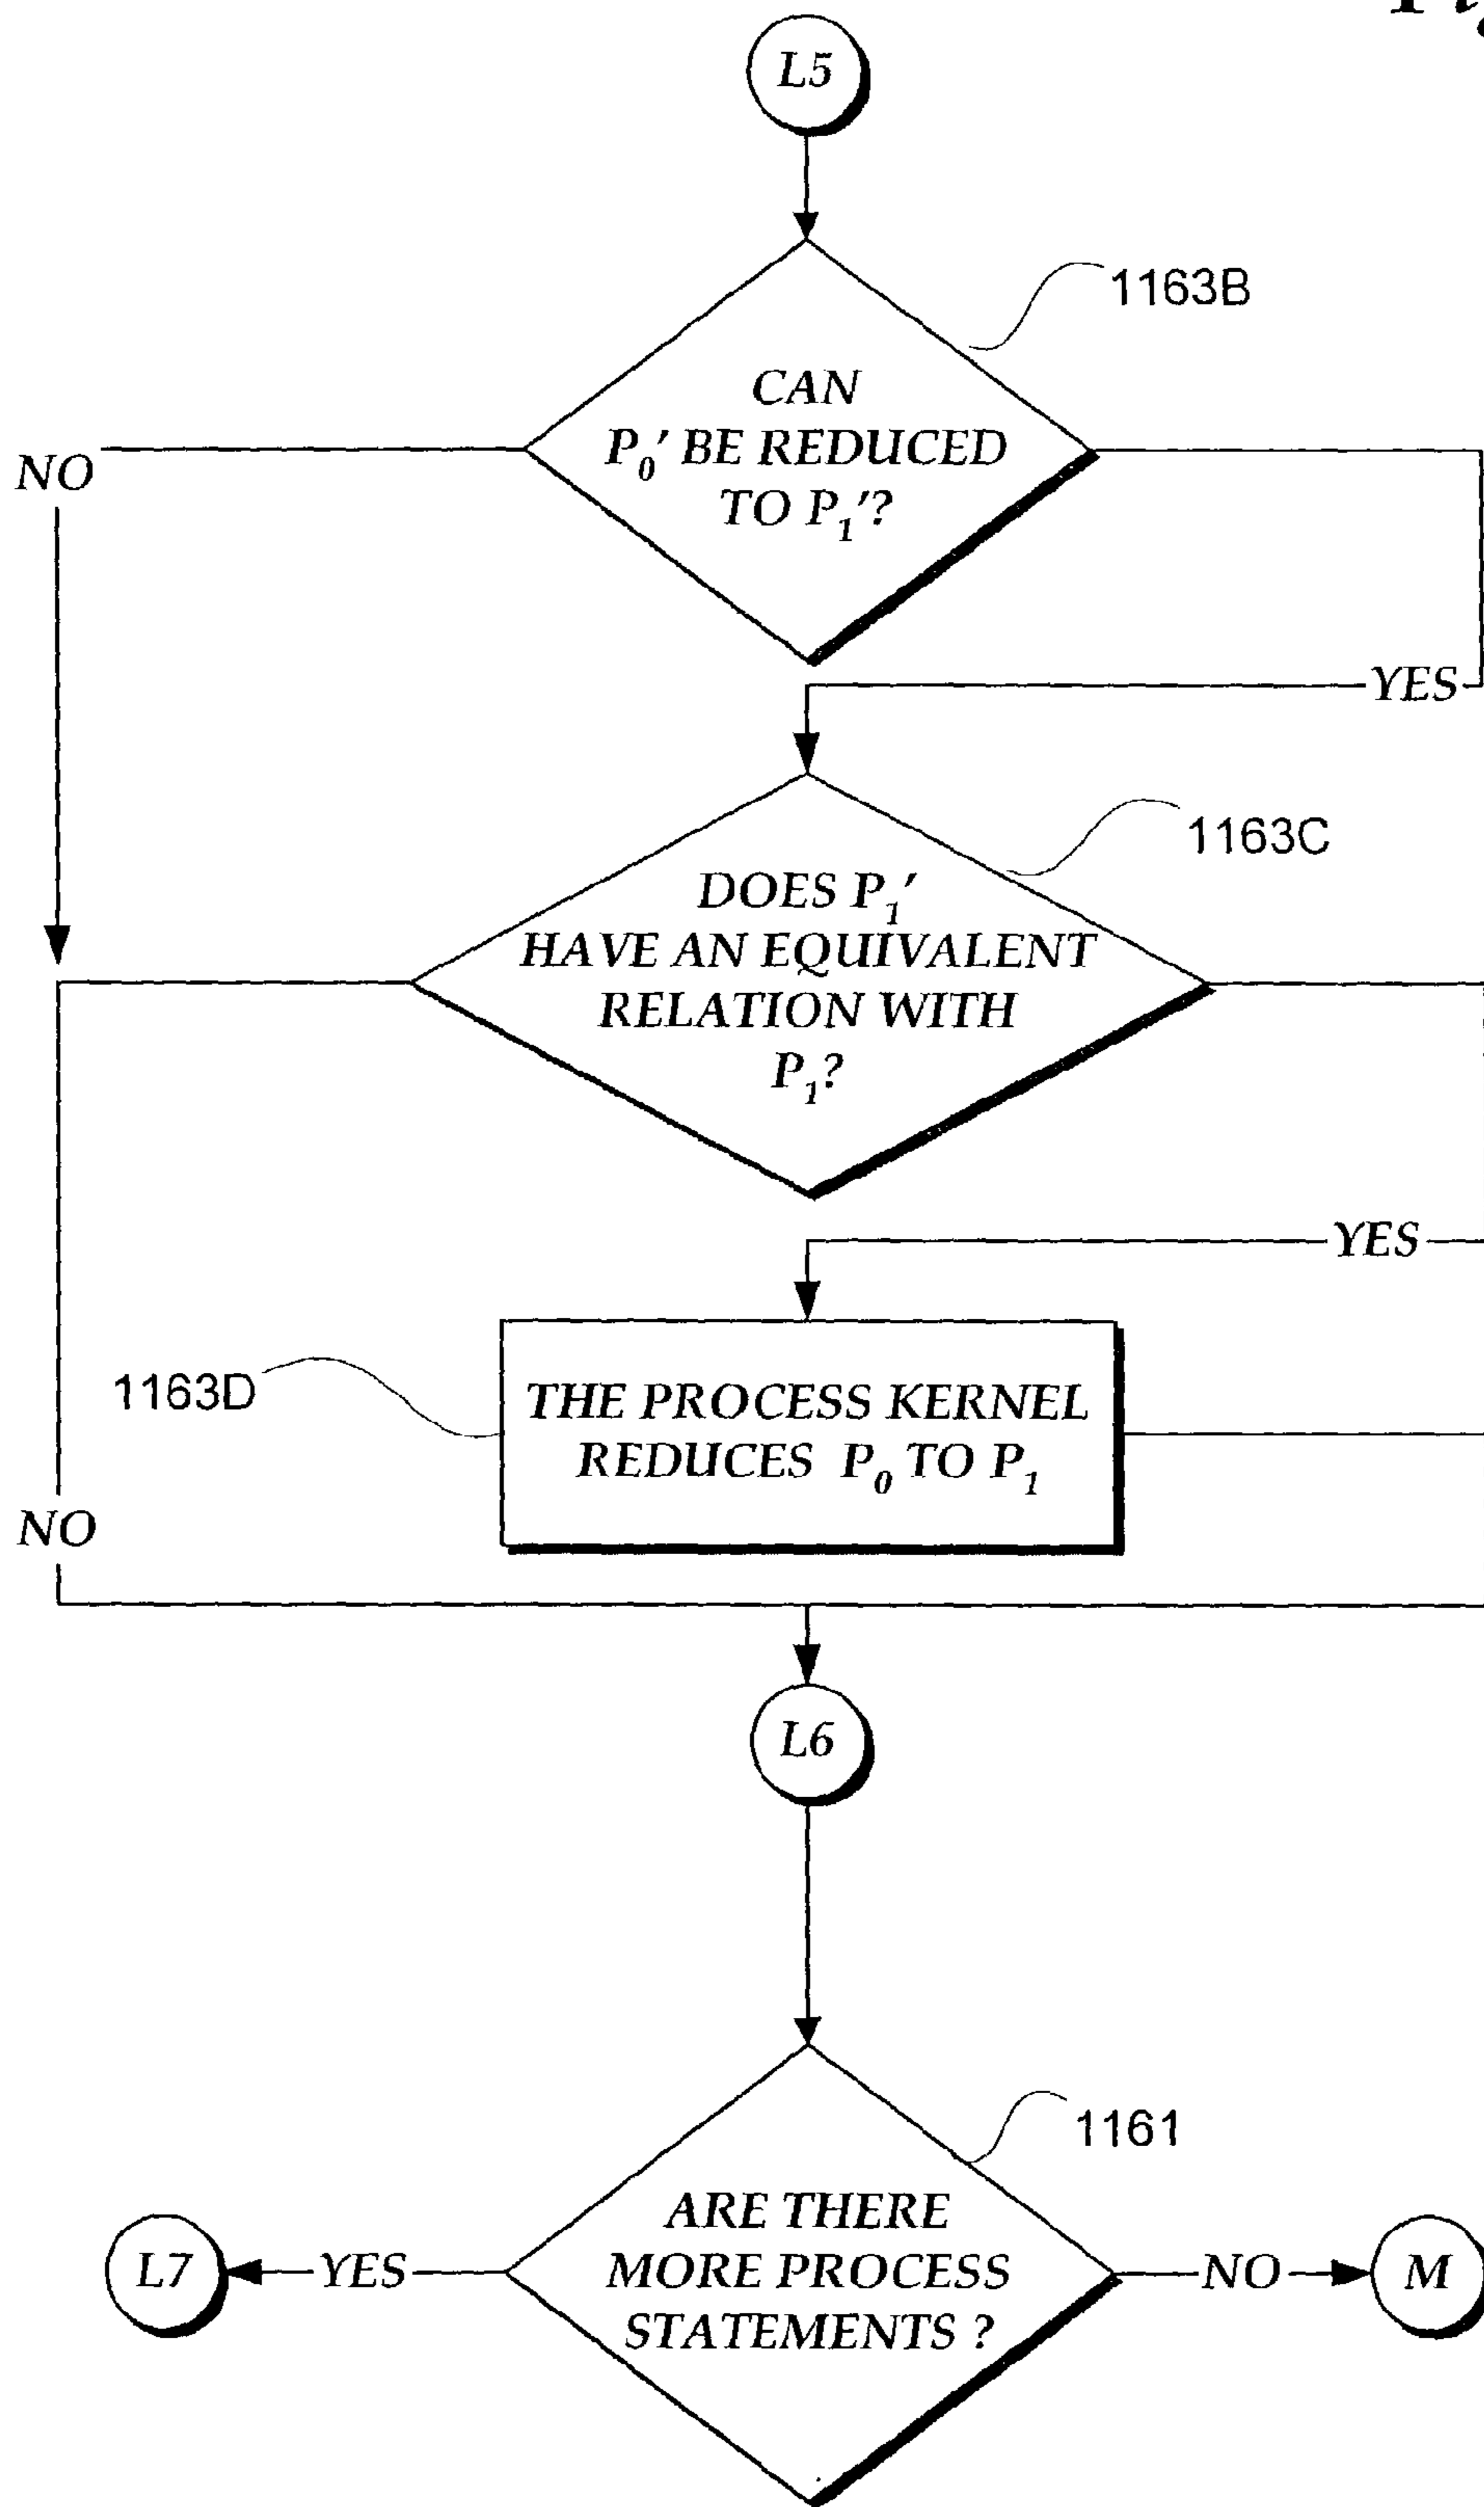 L5
1163B
CAN
P₀' BE REDUCED
TO P₁'?
NO
YES
1163C
DOES P₁'
HAVE AN EQUIVALENT
RELATION WITH
P₁?
YES
1163D
THE PROCESS KERNEL
REDUCES P₀ TO P₁
NO
L6
1161
ARE THERE
MORE PROCESS
STATEMENTS ?
L7
YES
NO
M